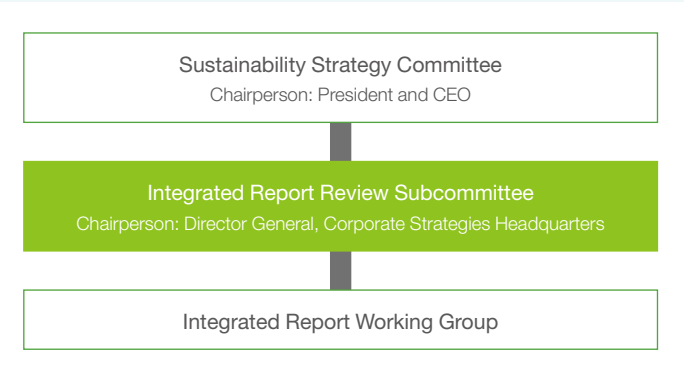 Sustainability Strategy Committee
Chairperson: President and CEO
Integrated Report Review Subcommittee
Chairperson: Director General, Corporate Strategies Headquarters
Integrated Report Working Group